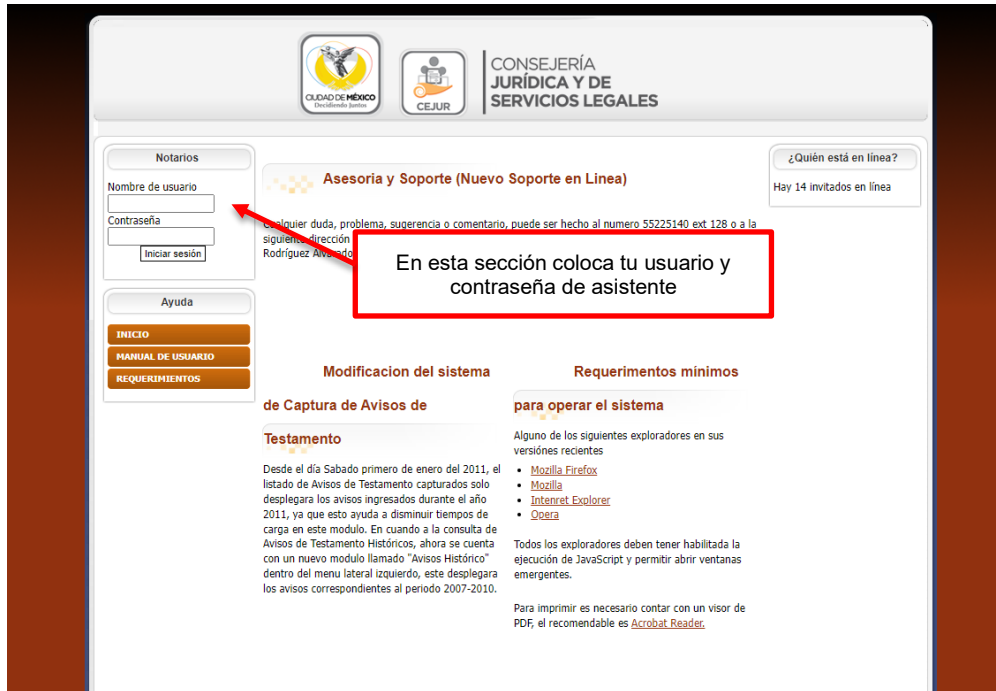 CIUDAD DE MÉXICO
Decidiendo Juntos
CEJUR
CONSEJERÍA
JURÍDICA Y DE
SERVICIOS LEGALES
Notarios
Nombre de usuario
Contraseña
Iniciar sesión
Ayuda
INICIO
MANUAL DE USUARIO
REQUERIMIENTOS
Asesoria y Soporte (Nuevo Soporte en Linea)
Cualquier duda, problema, sugerencia o comentario, puede ser hecho al numero 55225140 ext 128 o a la
siguiente dirección
Rodríguez Alvarado
En esta sección coloca tu usuario y
contraseña de asistente
Modificacion del sistema
de Captura de Avisos de
Testamento
Desde el día Sabado primero de enero del 2011, el
listado de Avisos de Testamento capturados solo
desplegara los avisos ingresados durante el año
2011, ya que esto ayuda a disminuir tiempos de
carga en este modulo. En cuando a la consulta de
Avisos de Testamento Históricos, ahora se cuenta
con un nuevo modulo llamado "Avisos Histórico"
dentro del menu lateral izquierdo, este desplegara
los avisos correspondientes al periodo 2007-2010.
Requerimentos mínimos
para operar el sistema
Alguno de los siguientes exploradores en sus
versiónes recientes
• Mozilla Firefox
• Mozilla
• Intenret Explorer
• Opera
Todos los exploradores deben tener habilitada la
ejecución de JavaScript y permitir abrir ventanas
emergentes.
Para imprimir es necesario contar con un visor de
PDF, el recomendable es Acrobat Reader.
¿Quién está en línea?
Hay 14 invitados en línea